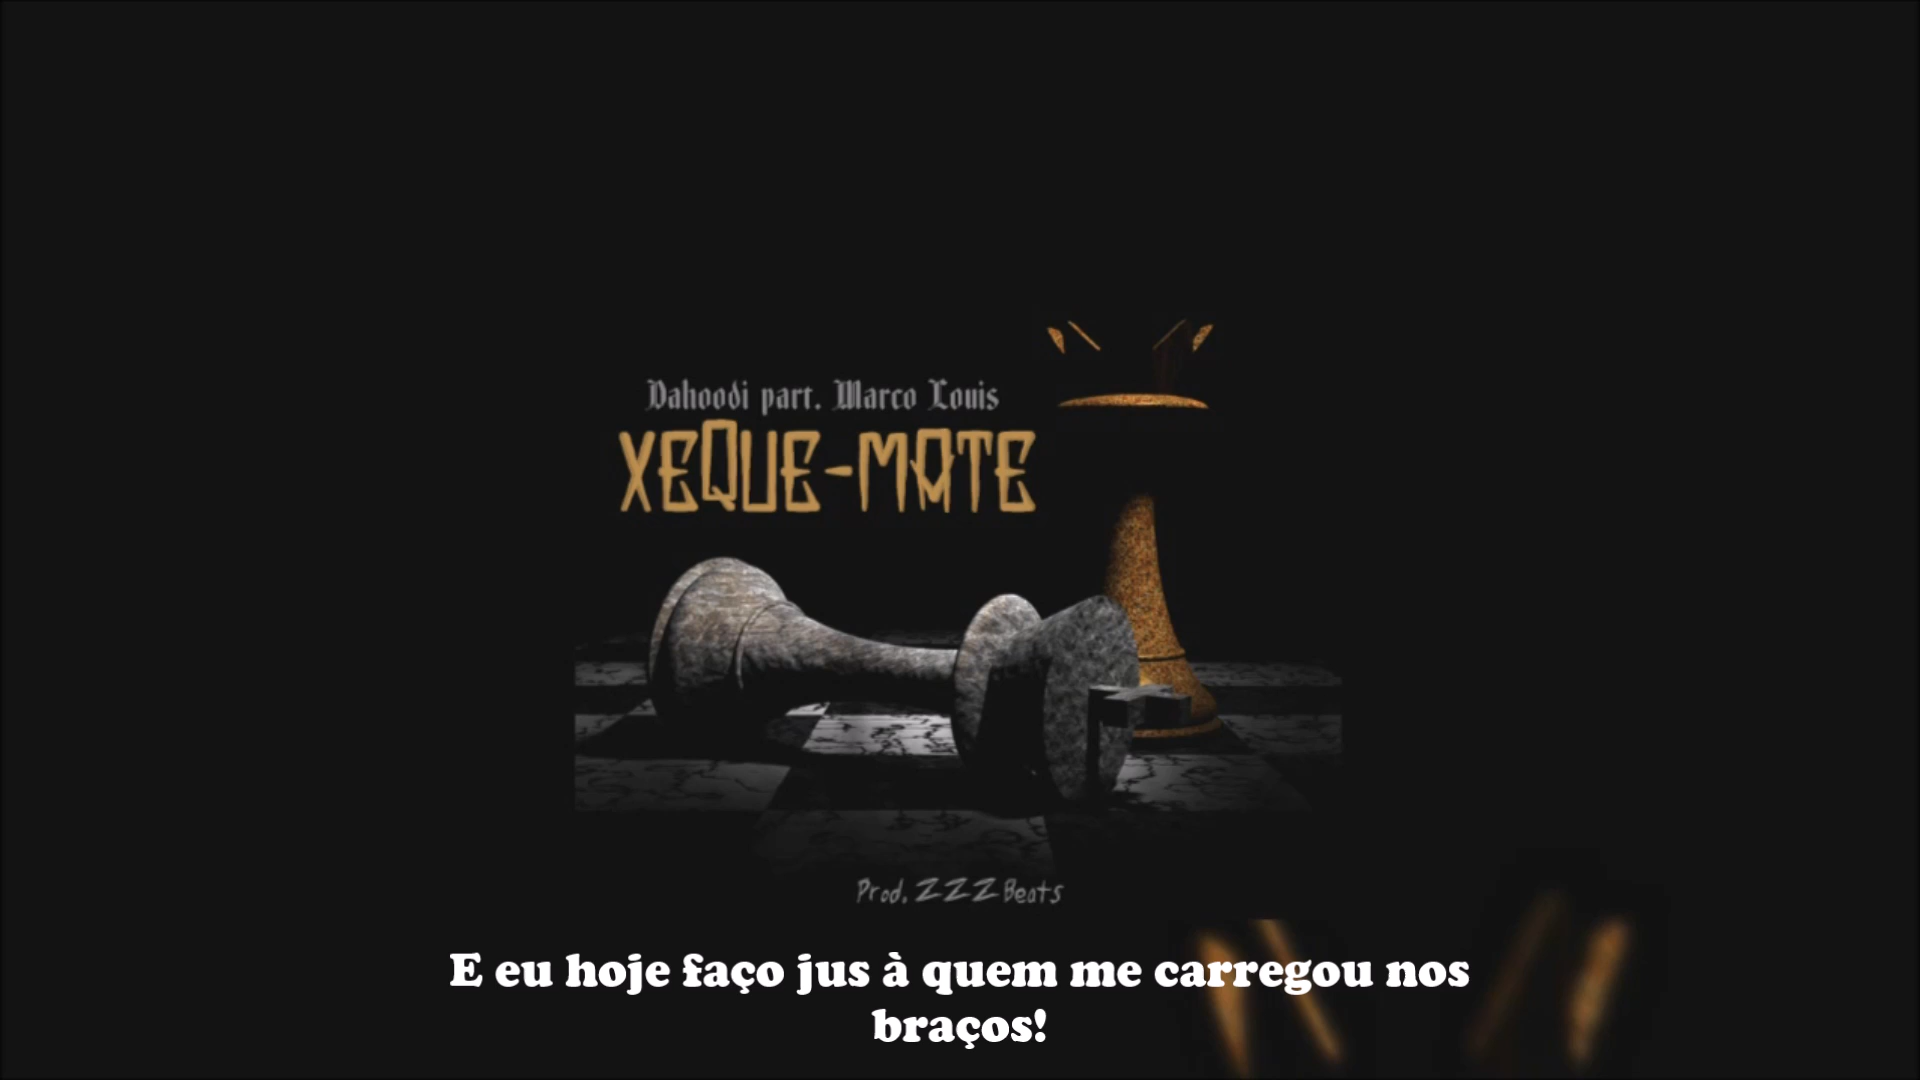 Dahoodi part. Marco Louis
XEQUE-MATE
Prod. ZZZ Beats
E eu hoje faço jus à quem me carregou nos
braços!